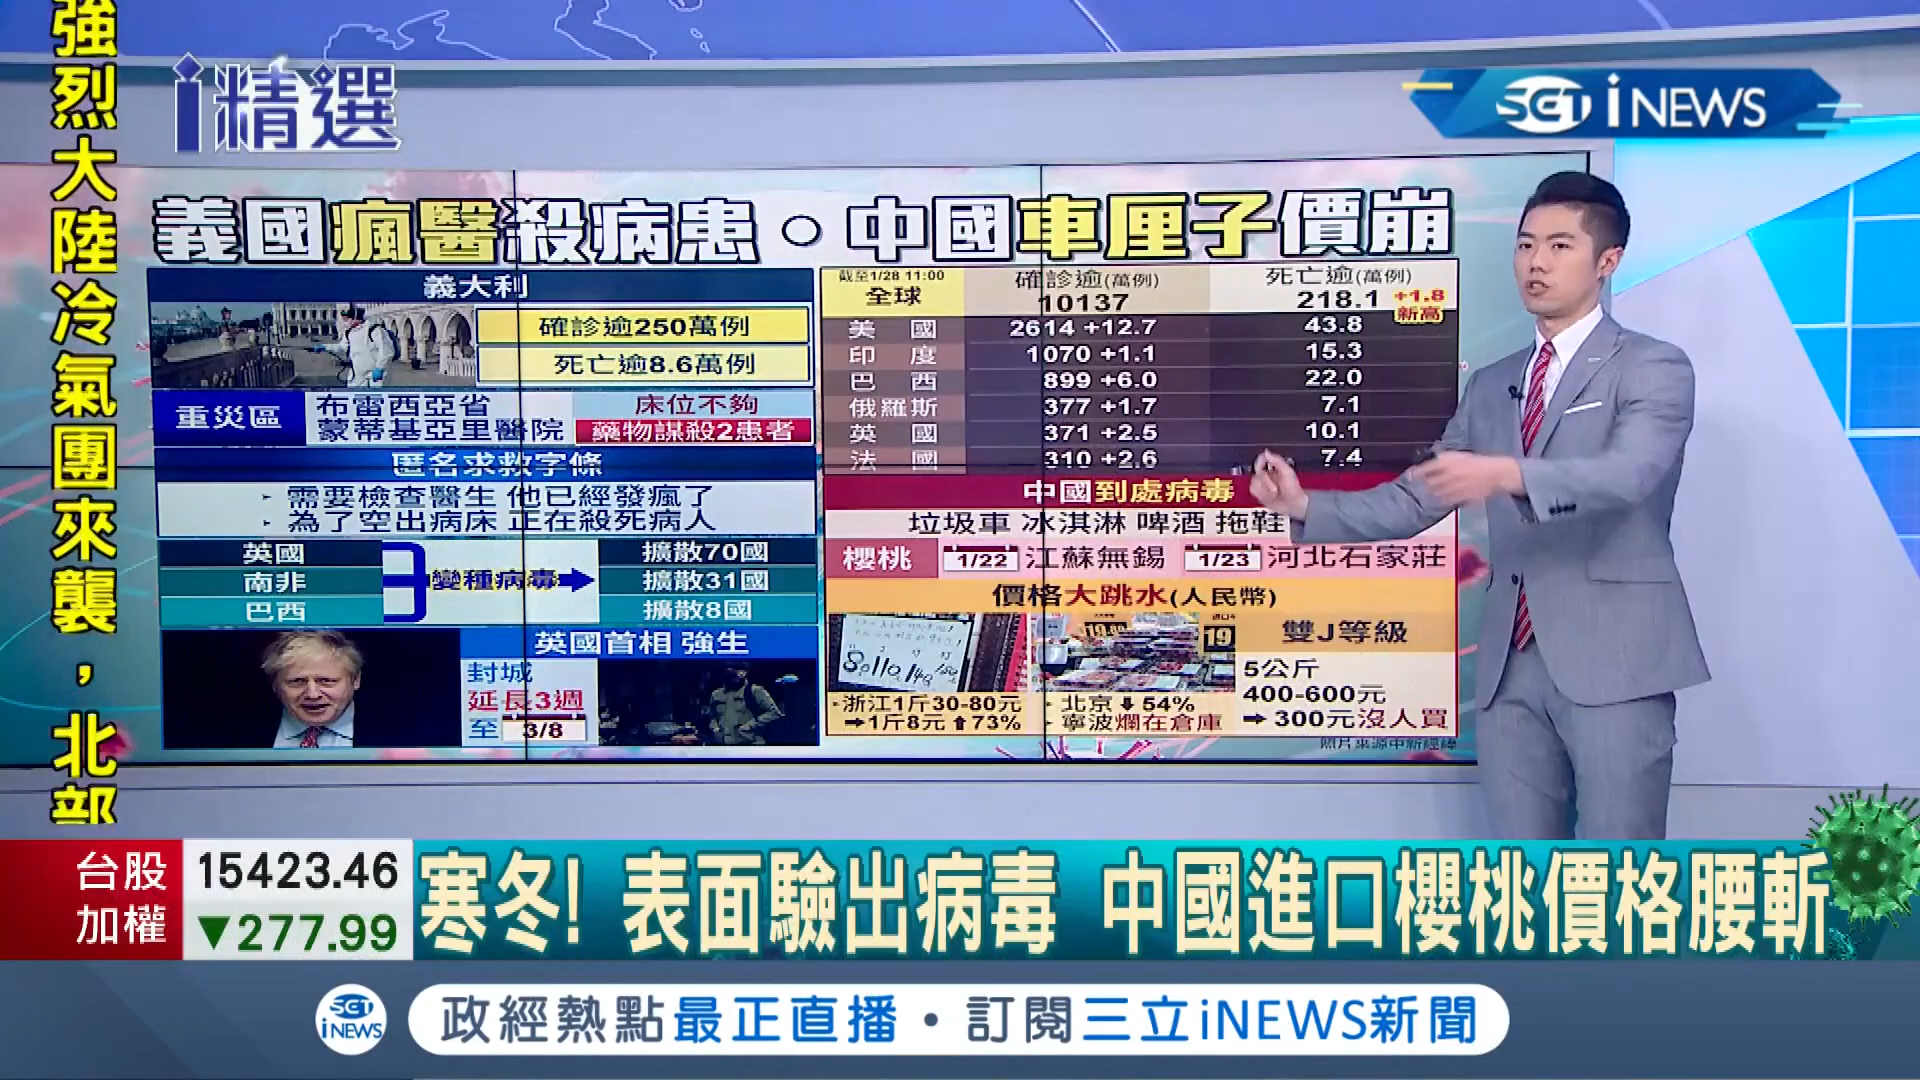 強烈大陸冷氣團來襲，北部
i精選
SET iNEWS
義國瘋醫殺病患。中國車厘子價崩
義大利
確診逾250萬例
死亡逾8.6萬例
重災區
布雷西亞省
蒙蒂基亞里醫院
床位不夠
藥物謀殺2患者
匿名求救字條
需要檢查醫生 他已經發瘋了
為了空出病床 正在殺死病人
英國
南非
巴西
3
變種病毒
擴散70國
擴散31國
擴散8國
英國首相 強生
封城
延長3週
至 3/8
截至1/28 11:00
全球
確診逾(萬例)
10137
死亡逾(萬例)
218.1 +1.8
新高
美國 2614 +12.7 43.8
印度 1070 +1.1 15.3
巴西 899 +6.0 22.0
俄羅斯 377 +1.7 7.1
英國 371 +2.5 10.1
法國 310 +2.6 7.4
中國到處病毒
垃圾車 冰淇淋 啤酒 拖鞋
櫻桃 1/22 江蘇無錫 1/23 河北石家莊
價格大跳水(人民幣)
19
浙江1斤30-80元
➡1斤8元⬆73%
北京⬇54%
寧波爛在倉庫
雙J等級
5公斤
400-600元
➡300元沒人買
照片來源中新經緯
台股
加權
15423.46
▼277.99
寒冬! 表面驗出病毒 中國進口櫻桃價格腰斬
SET iNEWS
政經熱點最正直播・訂閱三立iNEWS新聞